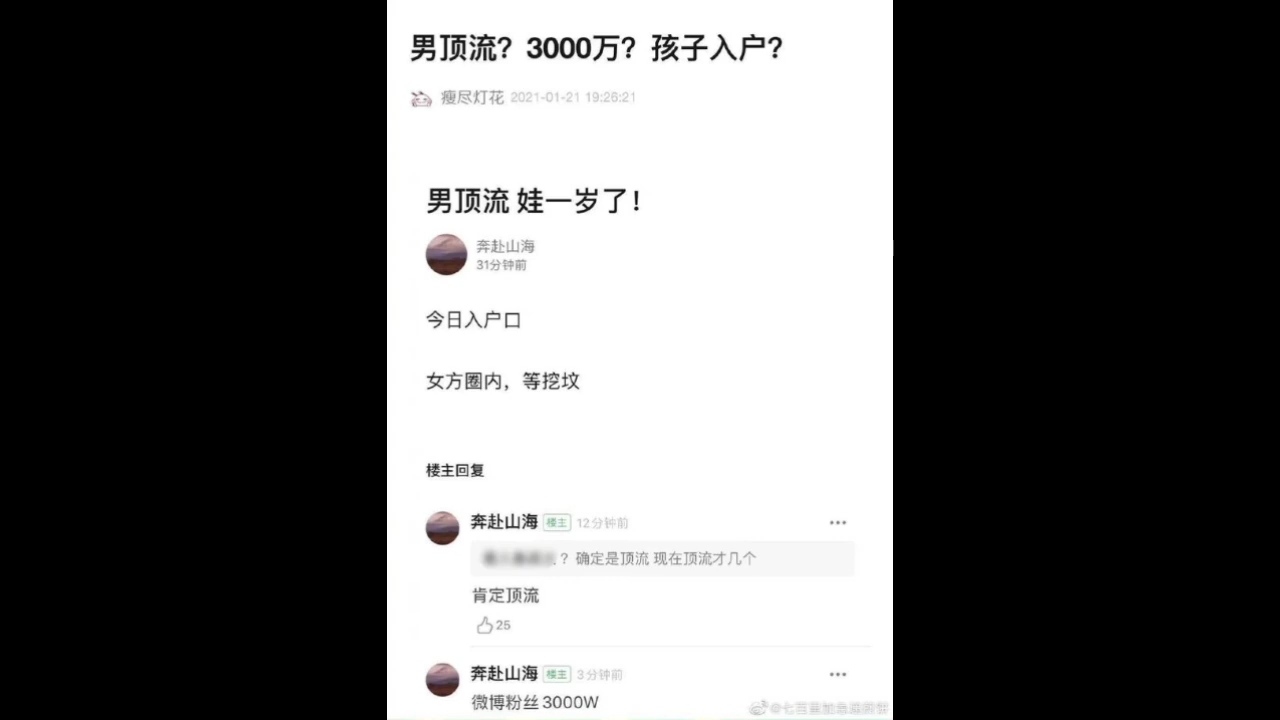 男顶流？3000万？孩子入户？
瘦尽灯花 2021-01-21 19:26:21
男顶流 娃一岁了！
奔赴山海
31分钟前
今日入户口
女方圈内，等挖坟
楼主回复
奔赴山海 楼主 12分钟前
？确定是顶流 现在顶流才几个
肯定顶流
25
奔赴山海 楼主 3分钟前
微博粉丝3000W